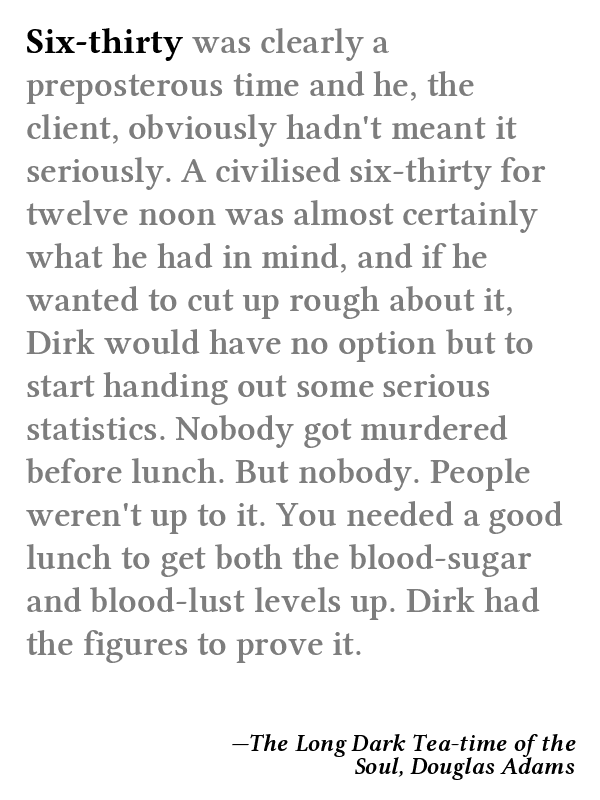 Six-thirty was clearly a
preposterous time and he, the
client, obviously hadn't meant it
seriously. A civilised six-thirty for
twelve noon was almost certainly
what he had in mind, and if he
wanted to cut up rough about it,
Dirk would have no option but to
start handing out some serious
statistics. Nobody got murdered
before lunch. But nobody. People
weren't up to it. You needed a good
lunch to get both the blood-sugar
and blood-lust levels up. Dirk had
the figures to prove it.
—The Long Dark Tea-time of the
Soul, Douglas Adams